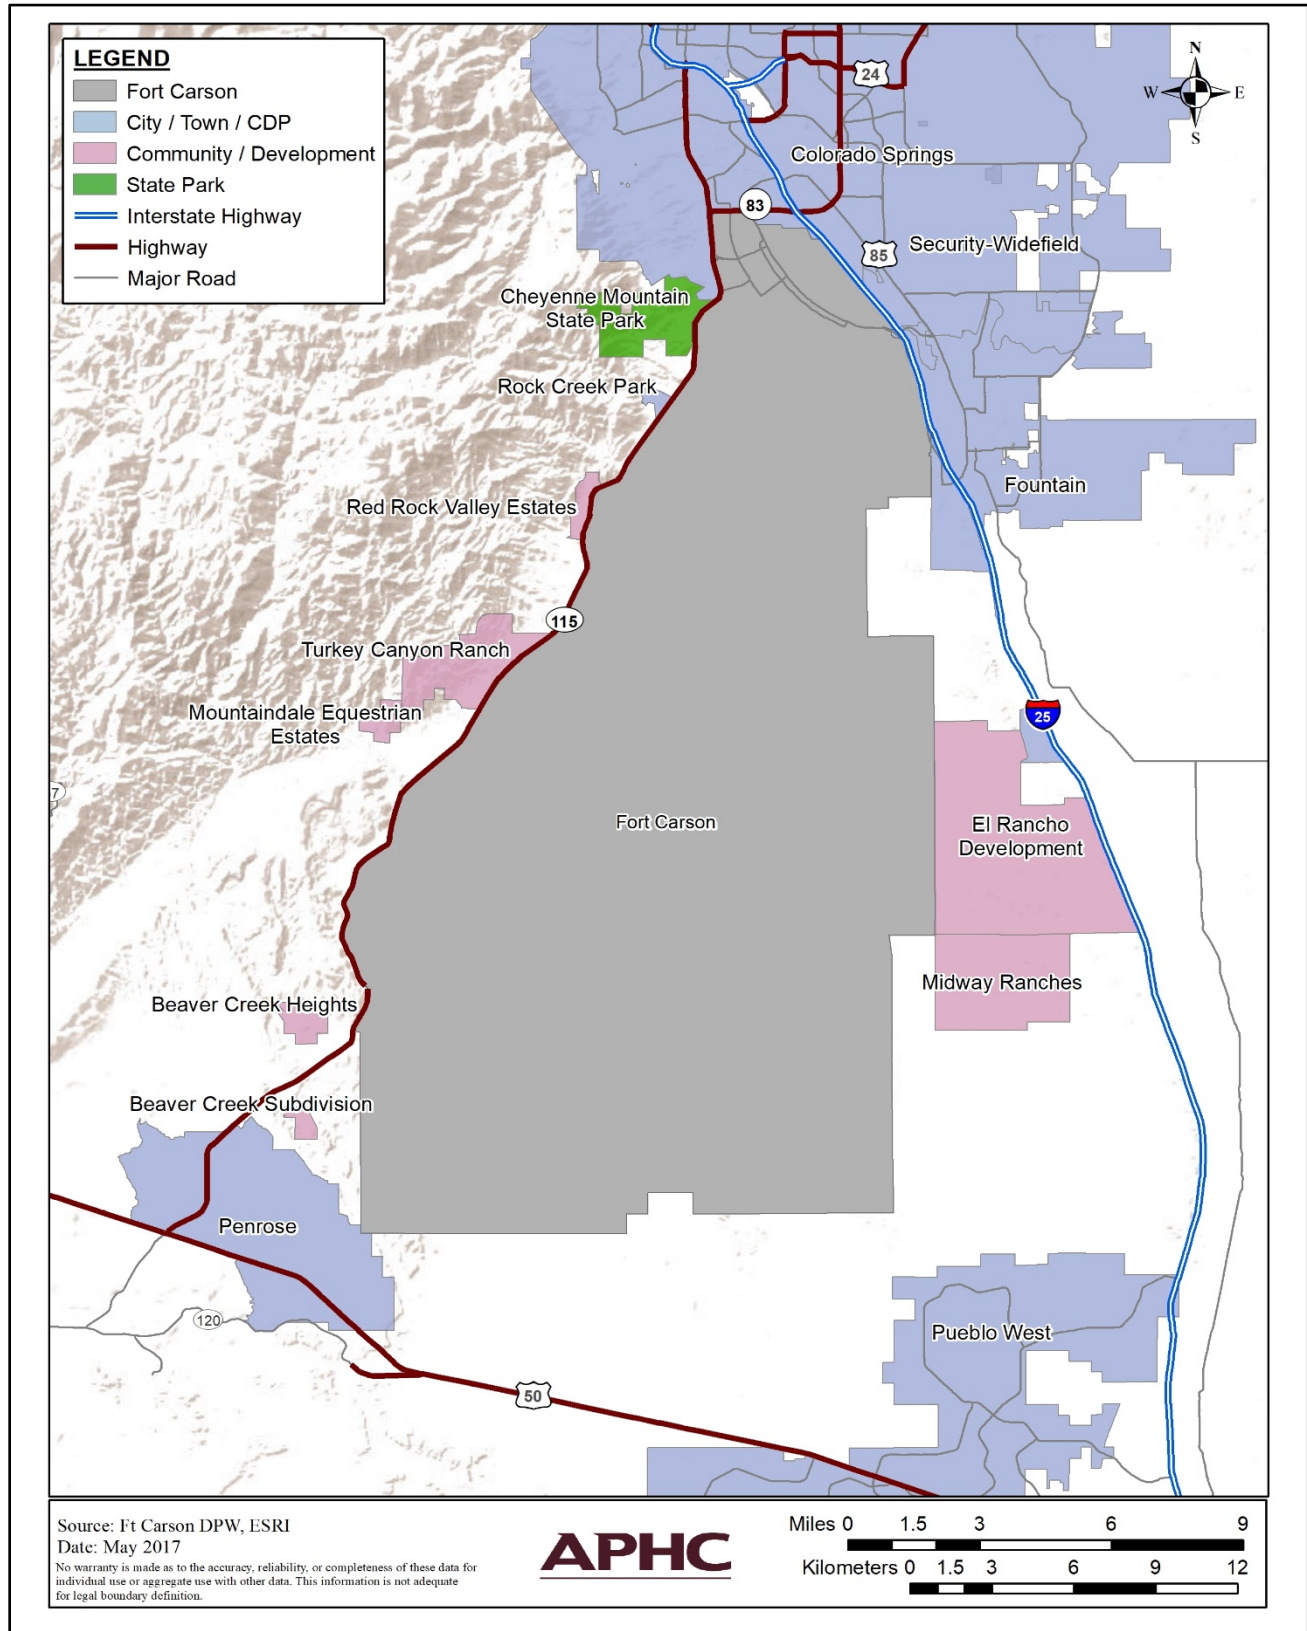 LEGEND
Fort Carson
City / Town / CDP
Community / Development
State Park
Interstate Highway
Highway
Major Road
N
W
E
S
24
Colorado Springs
83
85
Security-Widefield
Cheyenne Mountain
State Park
Rock Creek Park
Red Rock Valley Estates
Fountain
115
Turkey Canyon Ranch
Mountaindale Equestrian
Estates
25
7
Fort Carson
El Rancho
Development
Midway Ranches
Beaver Creek Heights
Beaver Creek Subdivision
Penrose
120
Pueblo West
50
Source: Ft Carson DPW, ESRI
Date: May 2017
No warranty is made as to the accuracy, reliability, or completeness of these data for
individual use or aggregate use with other data. This information is not adequate
for legal boundary definition.
APHC
Miles 0 1.5 3 6 9
Kilometers 0 1.5 3 6 9 12